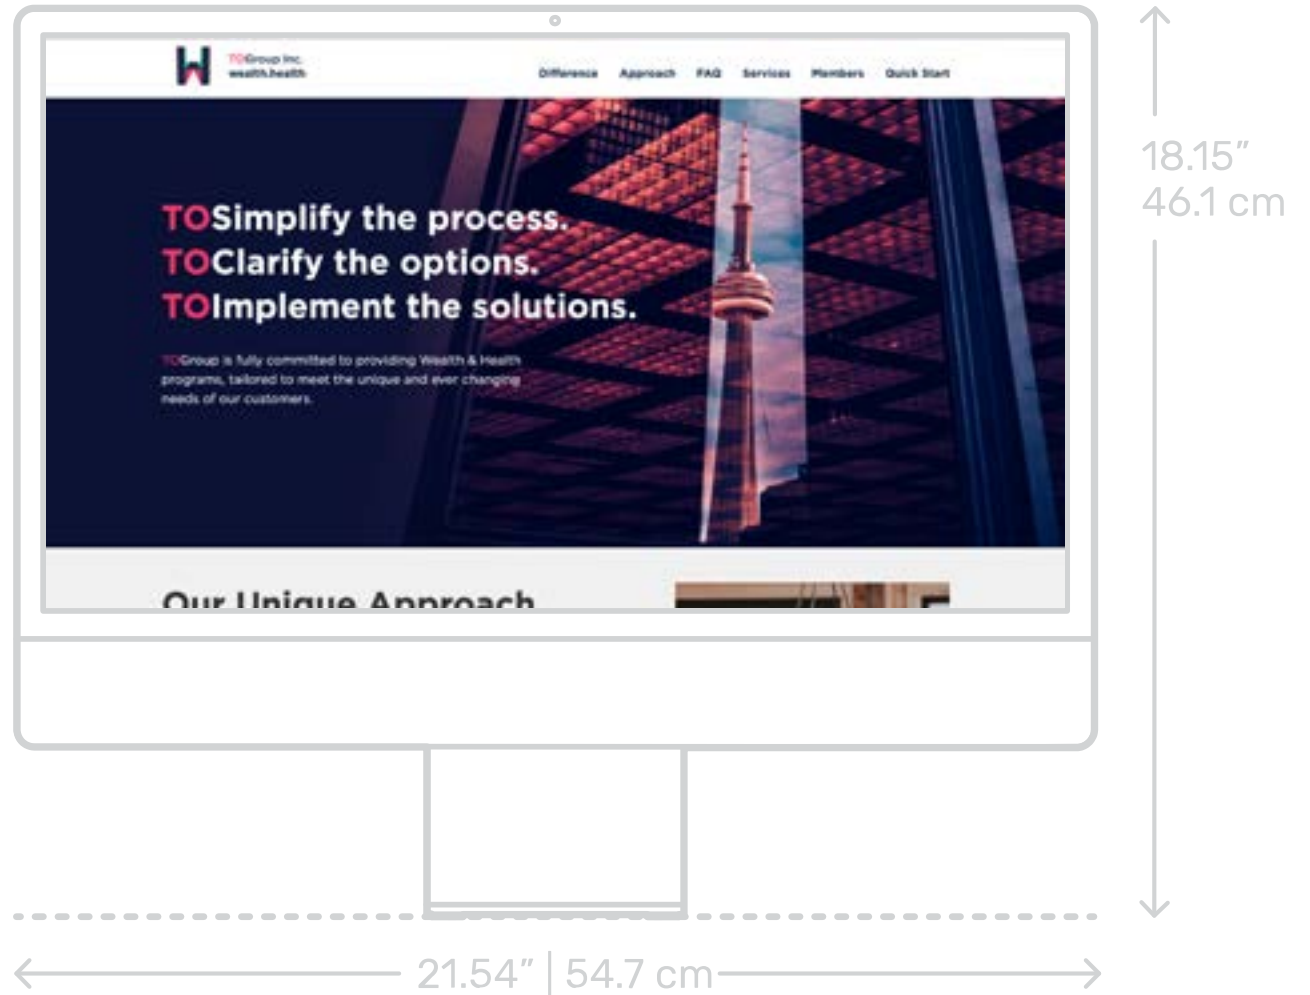 TOGroup Inc.
wealth.health
Difference Approach FAQ Services Members Quick Start
TOSimplify the process.
TOClarify the options.
TOImplement the solutions.
TOGroup is fully committed to providing Wealth & Health
programs, tailored to meet the unique and ever changing
needs of our customers.
Our Unique Approach
18.15”
46.1 cm
21.54” | 54.7 cm